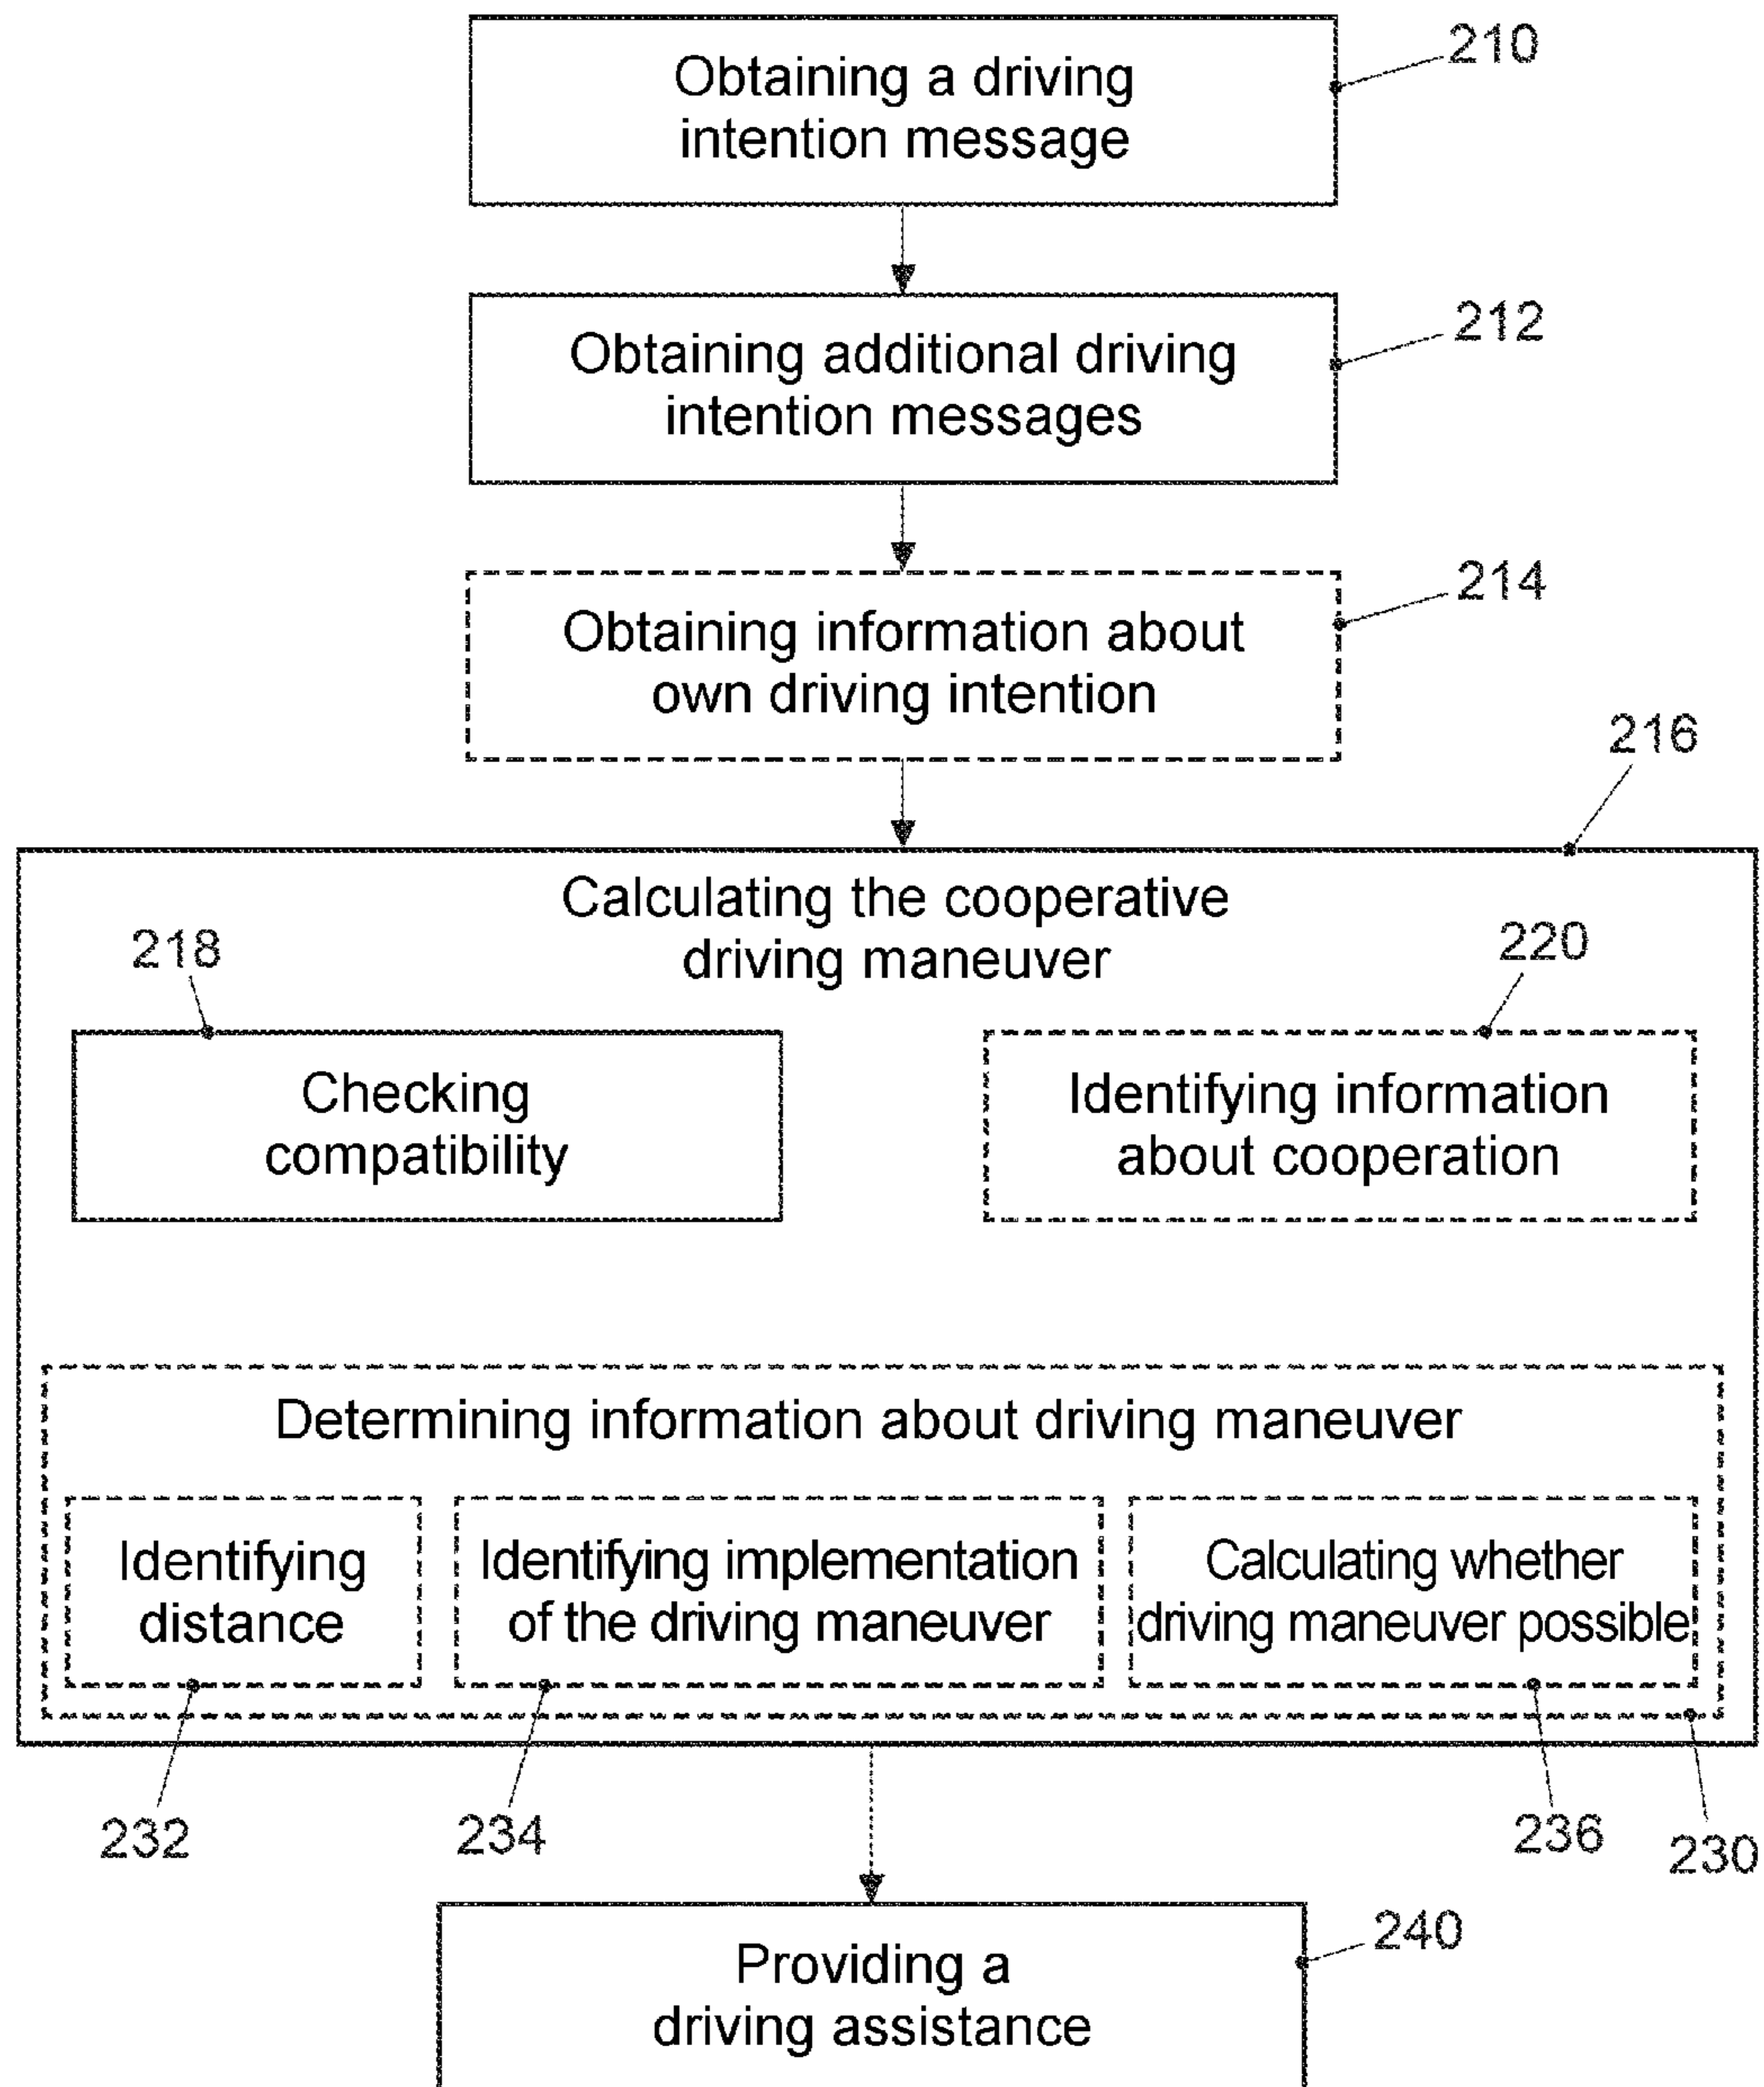 Obtaining a driving
intention message
210
Obtaining additional driving
intention messages
212
Obtaining information about
own driving intention
214
216
Calculating the cooperative
driving maneuver
218
220
Checking
compatibility
Identifying information
about cooperation
Determining information about driving maneuver
Identifying
distance
Identifying implementation
of the driving maneuver
Calculating whether
driving maneuver possible
232
234
236
230
Providing a
driving assistance
240